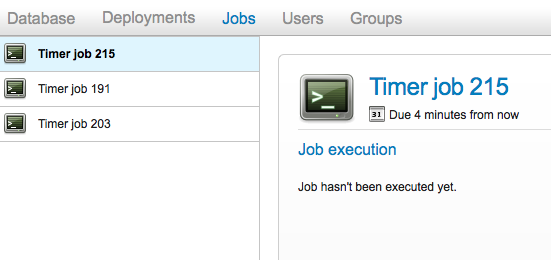 Database Deployments Jobs Users Groups
Timer job 215
Timer job 191
Timer job 203
Timer job 215
31 Due 4 minutes from now
Job execution
Job hasn't been executed yet.